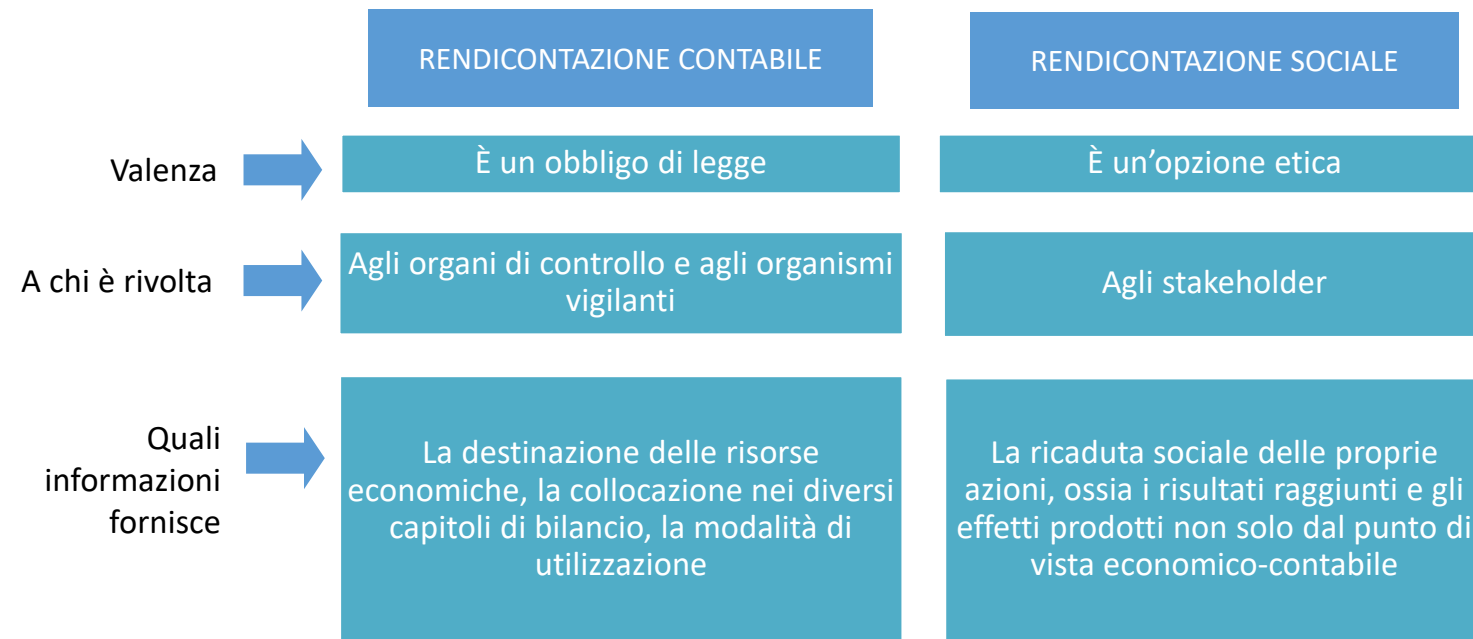 RENDICONTAZIONE CONTABILE
RENDICONTAZIONE SOCIALE
Valenza
È un obbligo di legge
È un’opzione etica
A chi è rivolta
Agli organi di controllo e agli organismi
vigilanti
Agli stakeholder
Quali
informazioni
fornisce
La destinazione delle risorse
economiche, la collocazione nei diversi
capitoli di bilancio, la modalità di
utilizzazione
La ricaduta sociale delle proprie
azioni, ossia i risultati raggiunti e gli
effetti prodotti non solo dal punto di
vista economico-contabile